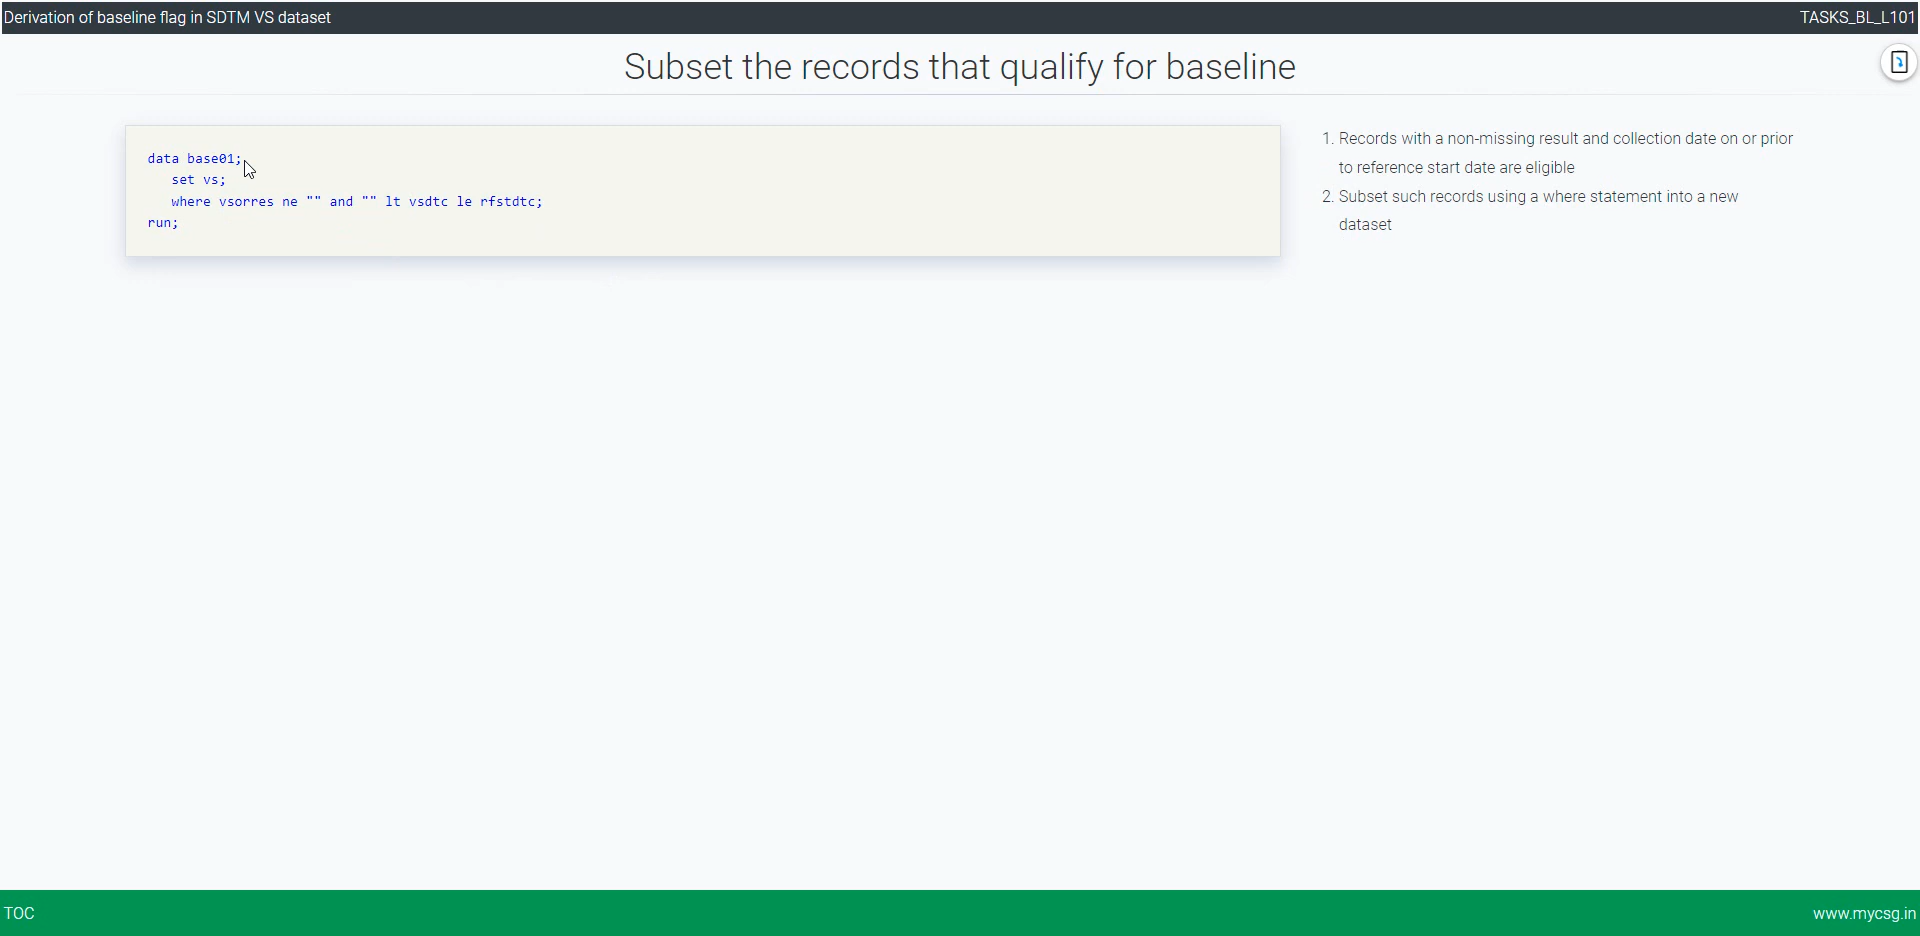 Derivation of baseline flag in SDTM VS dataset
TASKS_BL_L101
Subset the records that qualify for baseline
data base01;
set vs;
where vsorres ne "" and "" lt vsdtc le rfstdtc;
run;
1. Records with a non-missing result and collection date on or prior
to reference start date are eligible
2. Subset such records using a where statement into a new
dataset
TOC
www.mycsg.in